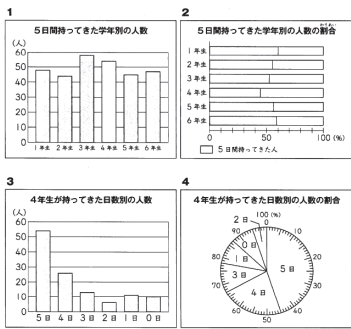 1
5日間持ってきた学年別の人数
(人)
60
50
40
30
20
10
0
1年生 2年生 3年生 4年生 5年生 6年生
2
5日間持ってきた学年別の人数の割合
わりあい
1年生
2年生
3年生
4年生
5年生
6年生
0 50 100(%)
5日間持ってきた人
3
4年生が持ってきた日数別の人数
(人)
60
50
40
30
20
10
0
5日 4日 3日 2日 1日 0日
4
4年生が持ってきた日数別の人数の割合
100(%)
0
10
20
30
40
50
60
70
80
90
5日
4日
3日
1日
0日
2日